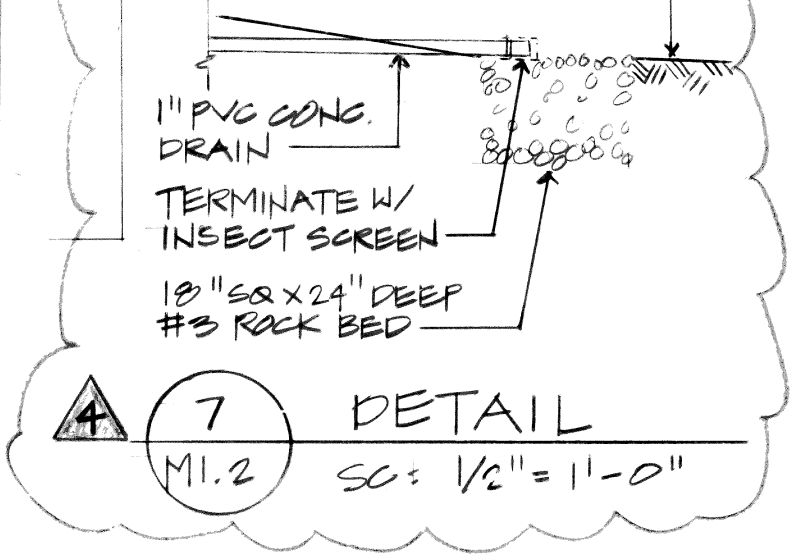 1" PVC CONC.
DRAIN
TERMINATE W/
INSECT SCREEN
18" SQ X 24" DEEP
#3 ROCK BED
4
7
DETAIL
M1.2
SC: 1/2" = 1'-0"